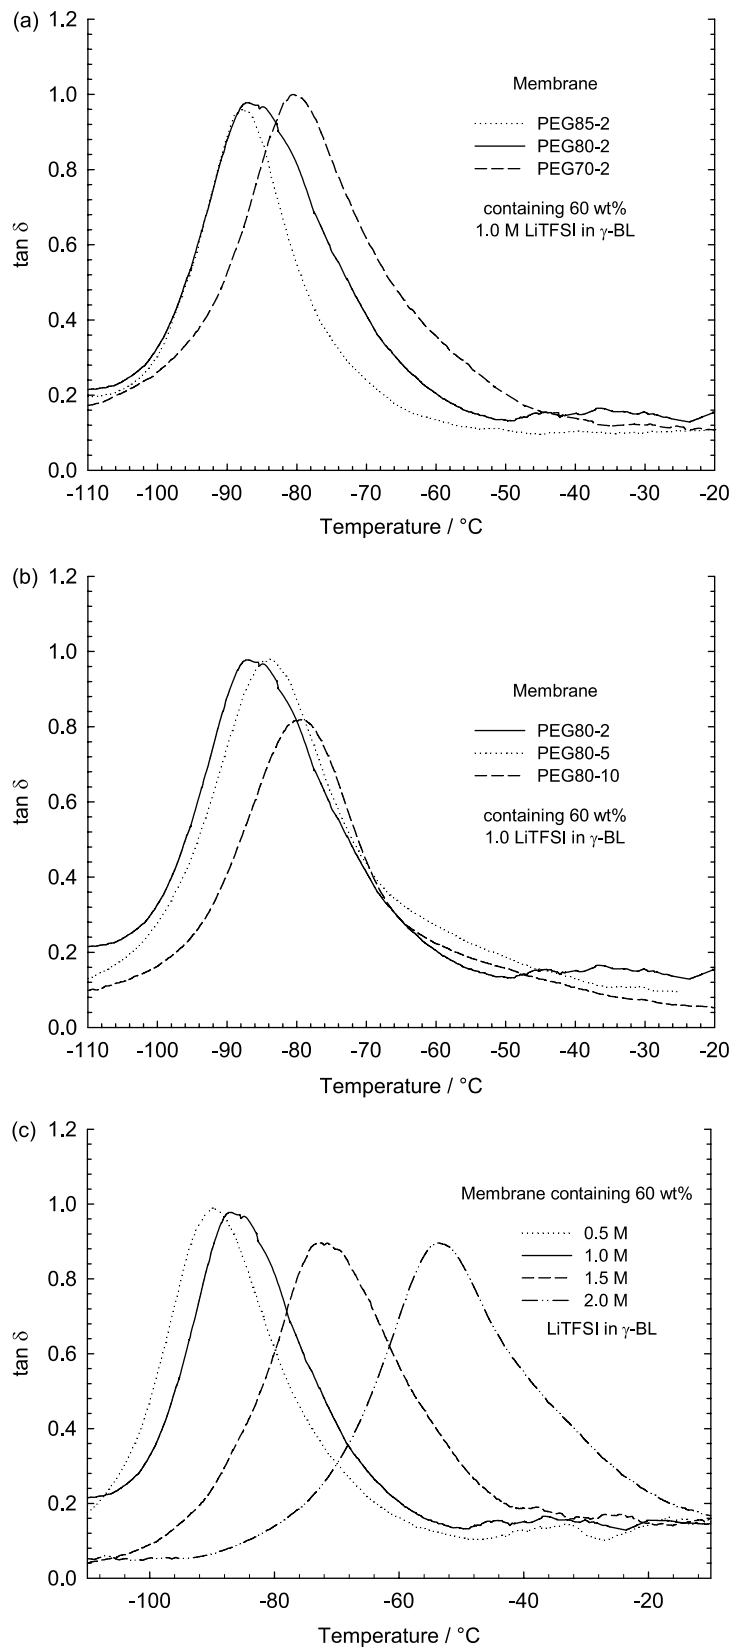 (a)
1.2
1.0
0.8
0.6
0.4
0.2
0.0
tan δ
Membrane
PEG85-2
PEG80-2
PEG70-2
containing 60 wt%
1.0 M LiTFSI in γ-BL
-110 -100 -90 -80 -70 -60 -50 -40 -30 -20
Temperature / °C
(b)
1.2
1.0
0.8
0.6
0.4
0.2
0.0
tan δ
Membrane
PEG80-2
PEG80-5
PEG80-10
containing 60 wt%
1.0 LiTFSI in γ-BL
-110 -100 -90 -80 -70 -60 -50 -40 -30 -20
Temperature / °C
(c)
1.2
1.0
0.8
0.6
0.4
0.2
0.0
tan δ
Membrane containing 60 wt%
0.5 M
1.0 M
1.5 M
2.0 M
LiTFSI in γ-BL
-100 -80 -60 -40 -20
Temperature / °C